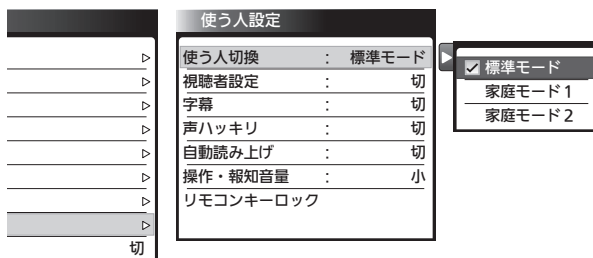 使う人設定
使う人切換 : 標準モード
視聴者設定 : 切
字幕 : 切
声ハッキリ : 切
自動読み上げ : 切
操作・報知音量 : 小
リモコンキーロック
標準モード
家庭モード1
家庭モード2
切